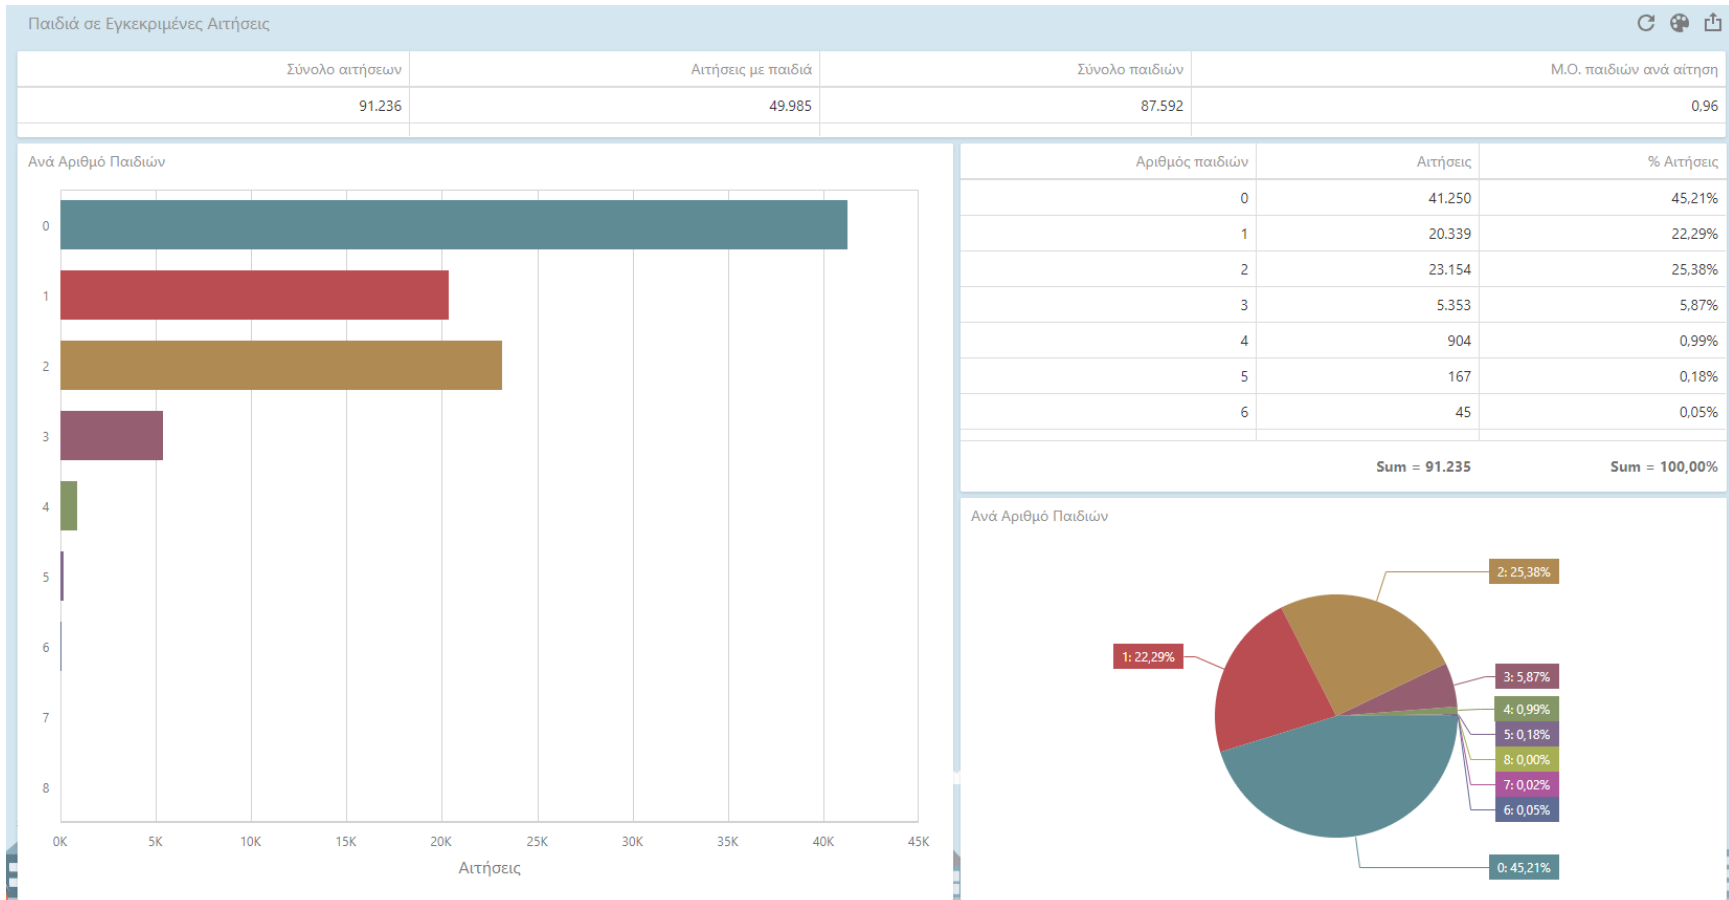 Παιδιά σε Εγκεκριμένες Αιτήσεις
Σύνολο αιτήσεων Αιτήσεις με παιδιά Σύνολο παιδιών Μ.Ο. παιδιών ανά αίτηση
91.236 49.985 87.592 0,96
Ανά Αριθμό Παιδιών
0
1
2
3
4
5
6
7
8
0K 5K 10K 15K 20K 25K 30K 35K 40K 45K
Αιτήσεις
Αριθμός παιδιών Αιτήσεις % Αιτήσεις
0 41.250 45,21%
1 20.339 22,29%
2 23.154 25,38%
3 5.353 5,87%
4 904 0,99%
5 167 0,18%
6 45 0,05%
Sum = 91.235 Sum = 100,00%
Ανά Αριθμό Παιδιών
2: 25,38%
1: 22,29%
3: 5,87%
4: 0,99%
5: 0,18%
8: 0,00%
7: 0,02%
6: 0,05%
0: 45,21%